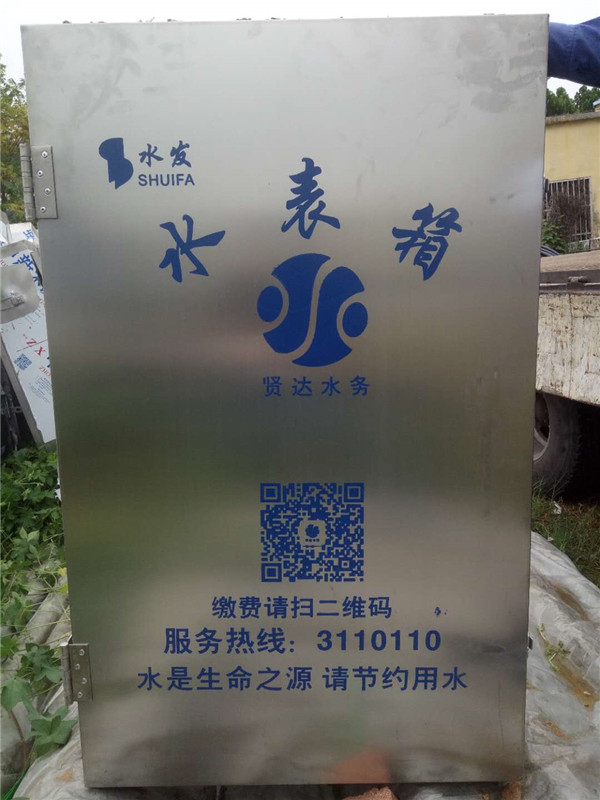 水发
SHUIFA
水表箱
贤达水务
缴费请扫二维码
服务热线：3110110
水是生命之源 请节约用水